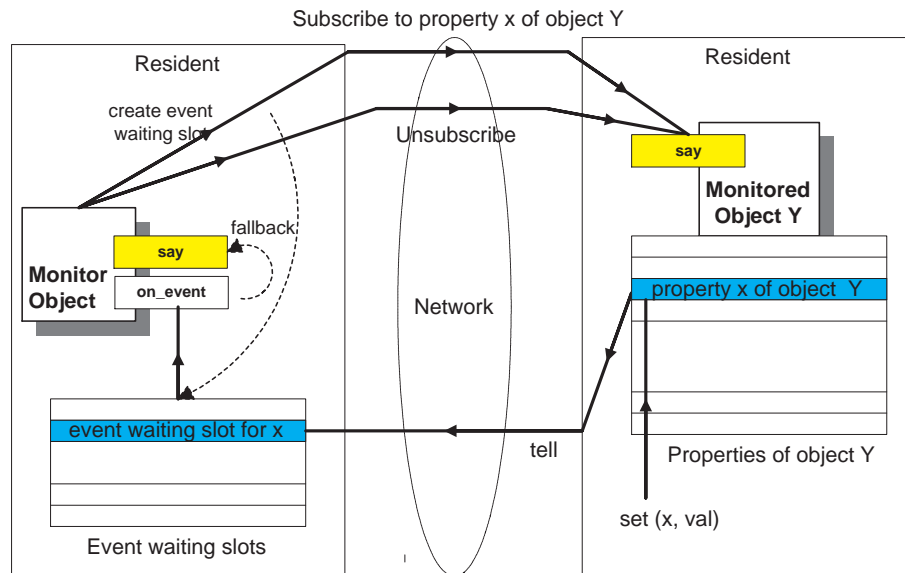 Subscribe to property x of object Y
Resident
Resident
create event
waiting slot
Unsubscribe
say
Monitored
Object Y
fallback
say
Monitor
Object
on_event
property x of object Y
Network
event waiting slot for x
tell
Properties of object Y
set (x, val)
Event waiting slots